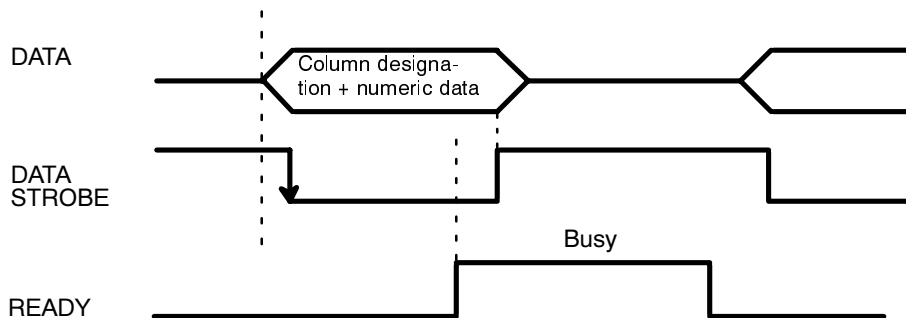 DATA
Column designa-
tion + numeric data
DATA
STROBE
Busy
READY